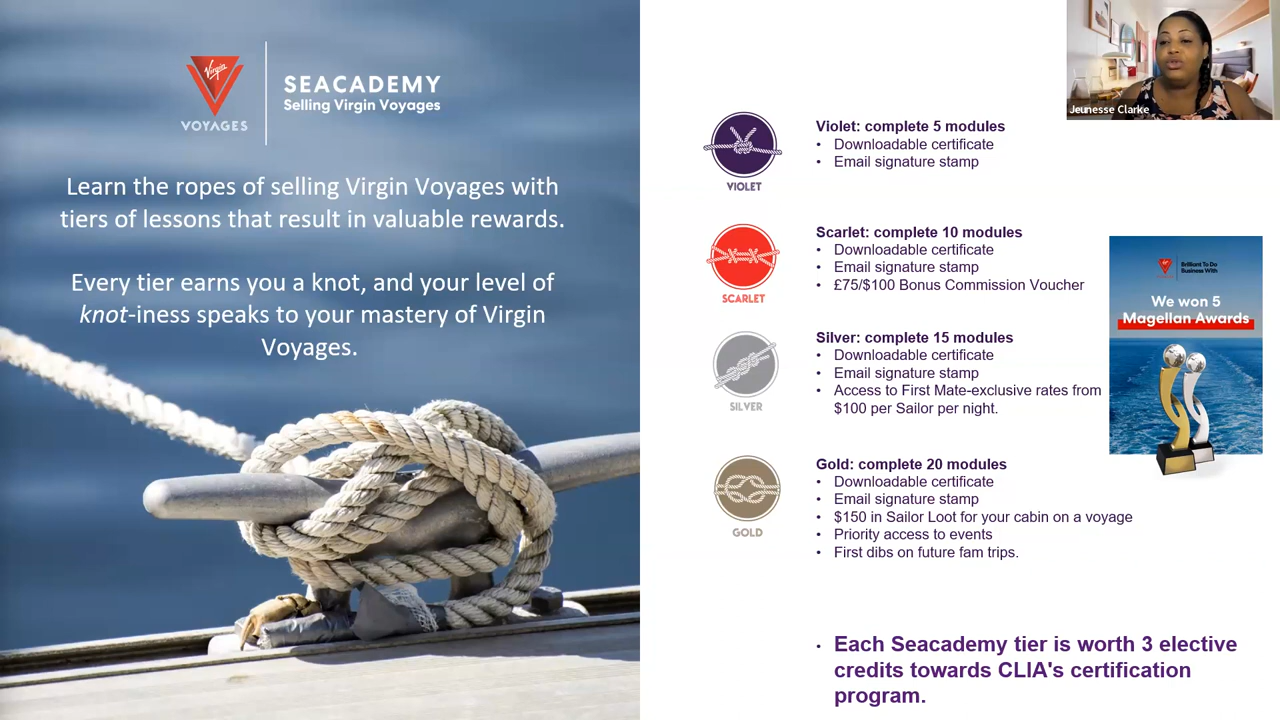 Virgin
VOYAGES
SEACADEMY
Selling Virgin Voyages
Learn the ropes of selling Virgin Voyages with
tiers of lessons that result in valuable rewards.
Every tier earns you a knot, and your level of
knot-iness speaks to your mastery of Virgin
Voyages.
VIOLET
Violet: complete 5 modules
• Downloadable certificate
• Email signature stamp
SCARLET
Scarlet: complete 10 modules
• Downloadable certificate
• Email signature stamp
• £75/$100 Bonus Commission Voucher
SILVER
Silver: complete 15 modules
• Downloadable certificate
• Email signature stamp
• Access to First Mate-exclusive rates from
$100 per Sailor per night.
GOLD
Gold: complete 20 modules
• Downloadable certificate
• Email signature stamp
• $150 in Sailor Loot for your cabin on a voyage
• Priority access to events
• First dibs on future fam trips.
• Each Seacademy tier is worth 3 elective
credits towards CLIA's certification
program.
Jeunesse Clarke
Brilliant To Do
Business With
We won 5
Magellan Awards